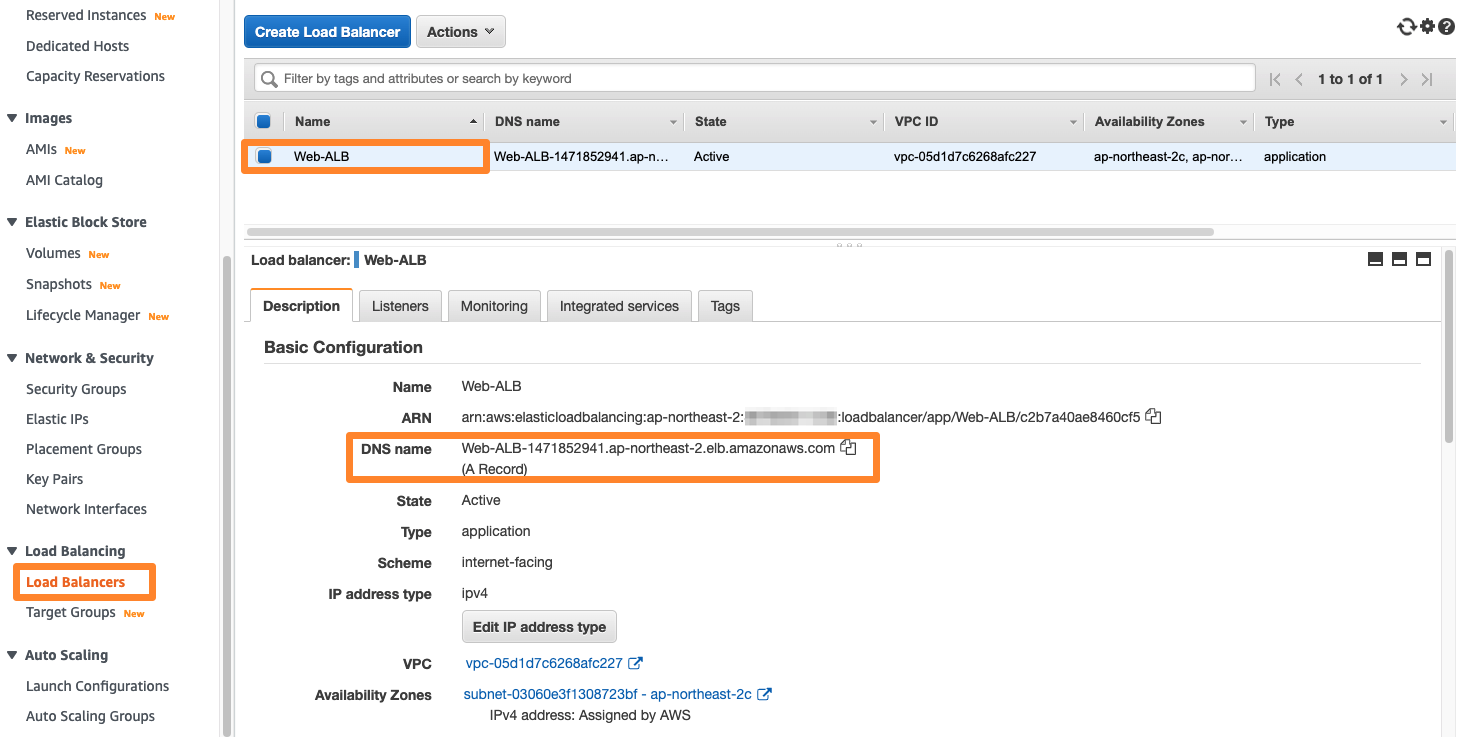 Reserved Instances New
Dedicated Hosts
Capacity Reservations
Images
AMIs New
AMI Catalog
Elastic Block Store
Volumes New
Snapshots New
Lifecycle Manager New
Network & Security
Security Groups
Elastic IPs
Placement Groups
Key Pairs
Network Interfaces
Load Balancing
Load Balancers
Target Groups New
Auto Scaling
Launch Configurations
Auto Scaling Groups
Create Load Balancer Actions
Filter by tags and attributes or search by keyword 1 to 1 of 1
Name DNS name State VPC ID Availability Zones Type
Web-ALB Web-ALB-1471852941.ap-n... Active vpc-05d1d7c6268afc227 ap-northeast-2c, ap-nor... application
Load balancer: Web-ALB
Description Listeners Monitoring Integrated services Tags
Basic Configuration
Name Web-ALB
ARN arn:aws:elasticloadbalancing:ap-northeast-2: :loadbalancer/app/Web-ALB/c2b7a40ae8460cf5
DNS name Web-ALB-1471852941.ap-northeast-2.elb.amazonaws.com
(A Record)
State Active
Type application
Scheme internet-facing
IP address type ipv4
Edit IP address type
VPC vpc-05d1d7c6268afc227
Availability Zones subnet-03060e3f1308723bf - ap-northeast-2c
IPv4 address: Assigned by AWS